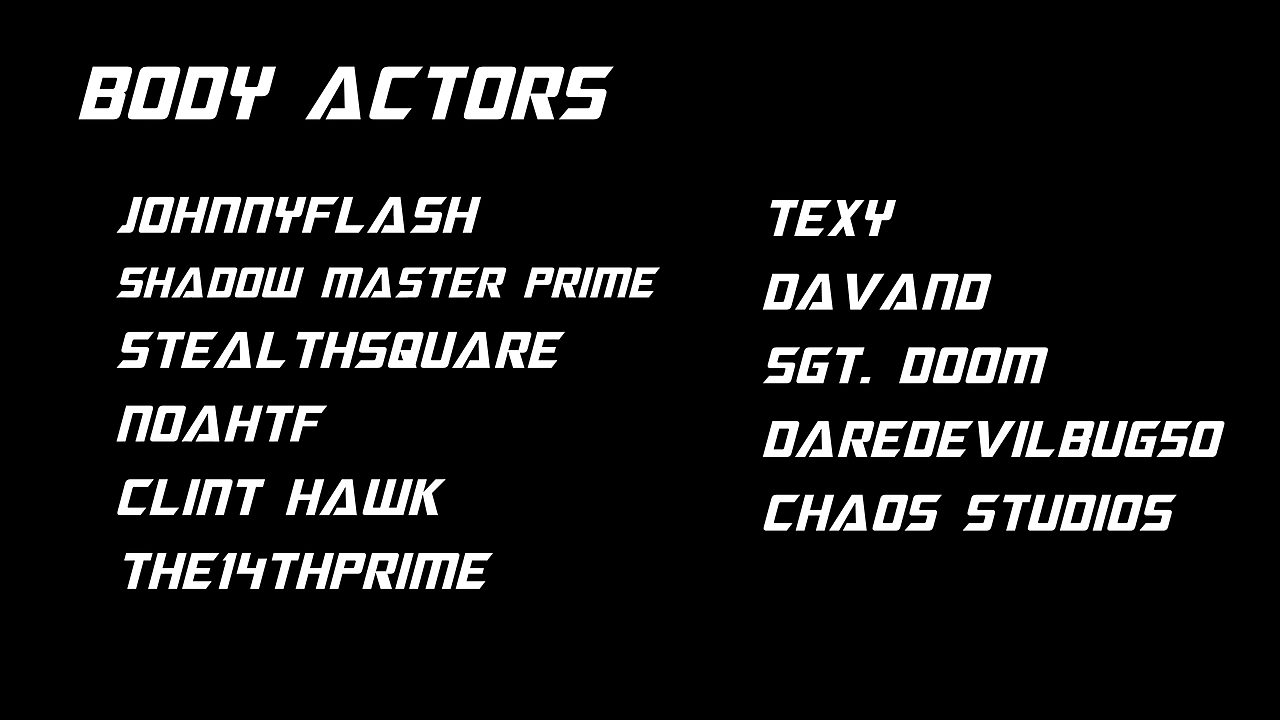 BODY ACTORS
JOHNNYFLASH
SHADOW MASTER PRIME
STEALTHSQUARE
NOAHTF
CLINT HAWK
THE14THPRIME
TEXY
DAVAND
SGT. DOOM
DAREDEVILBUG50
CHAOS STUDIOS